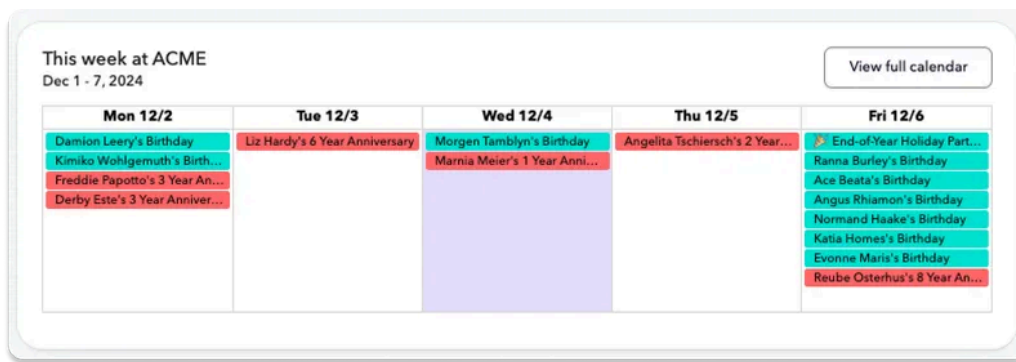 This week at ACME
Dec 1 - 7, 2024
View full calendar
Mon 12/2
Damion Leery's Birthday
Kimiko Wohlgemuth's Birth...
Freddie Papotto's 3 Year An...
Derby Este's 3 Year Anniver...
Tue 12/3
Liz Hardy's 6 Year Anniversary
Wed 12/4
Morgen Tamblyn's Birthday
Marnia Meier's 1 Year Anni...
Thu 12/5
Angelita Tschiersch's 2 Year...
Fri 12/6
🎉 End-of-Year Holiday Part...
Ranna Burley's Birthday
Ace Beata's Birthday
Angus Rhiamon's Birthday
Normand Haake's Birthday
Katia Homes's Birthday
Evonne Maris's Birthday
Reube Osterhus's 8 Year An...